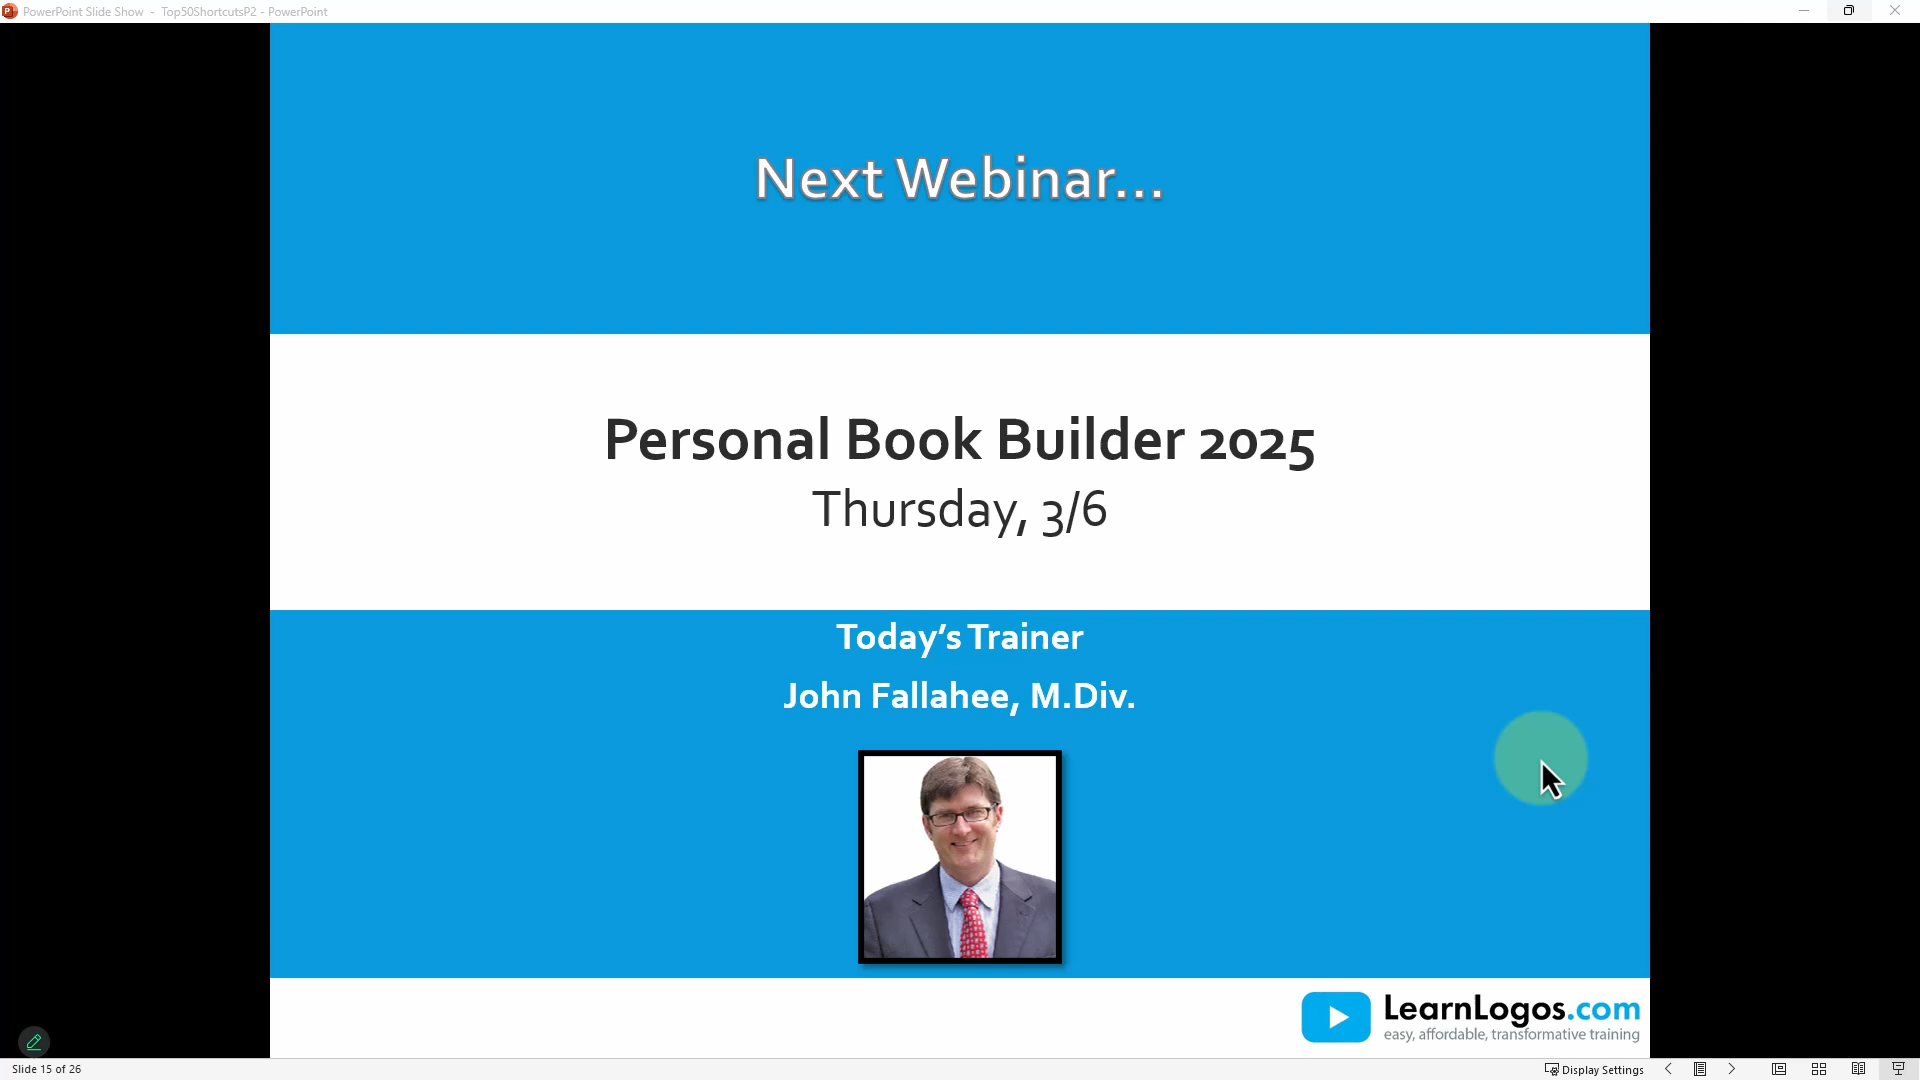 PowerPoint Slide Show - Top50ShortcutsP2 - PowerPoint
Next Webinar...
Personal Book Builder 2025
Thursday, 3/6
Today's Trainer
John Fallahee, M.Div.
LearnLogos.com
easy, affordable, transformative training
Slide 15 of 26
Display Settings